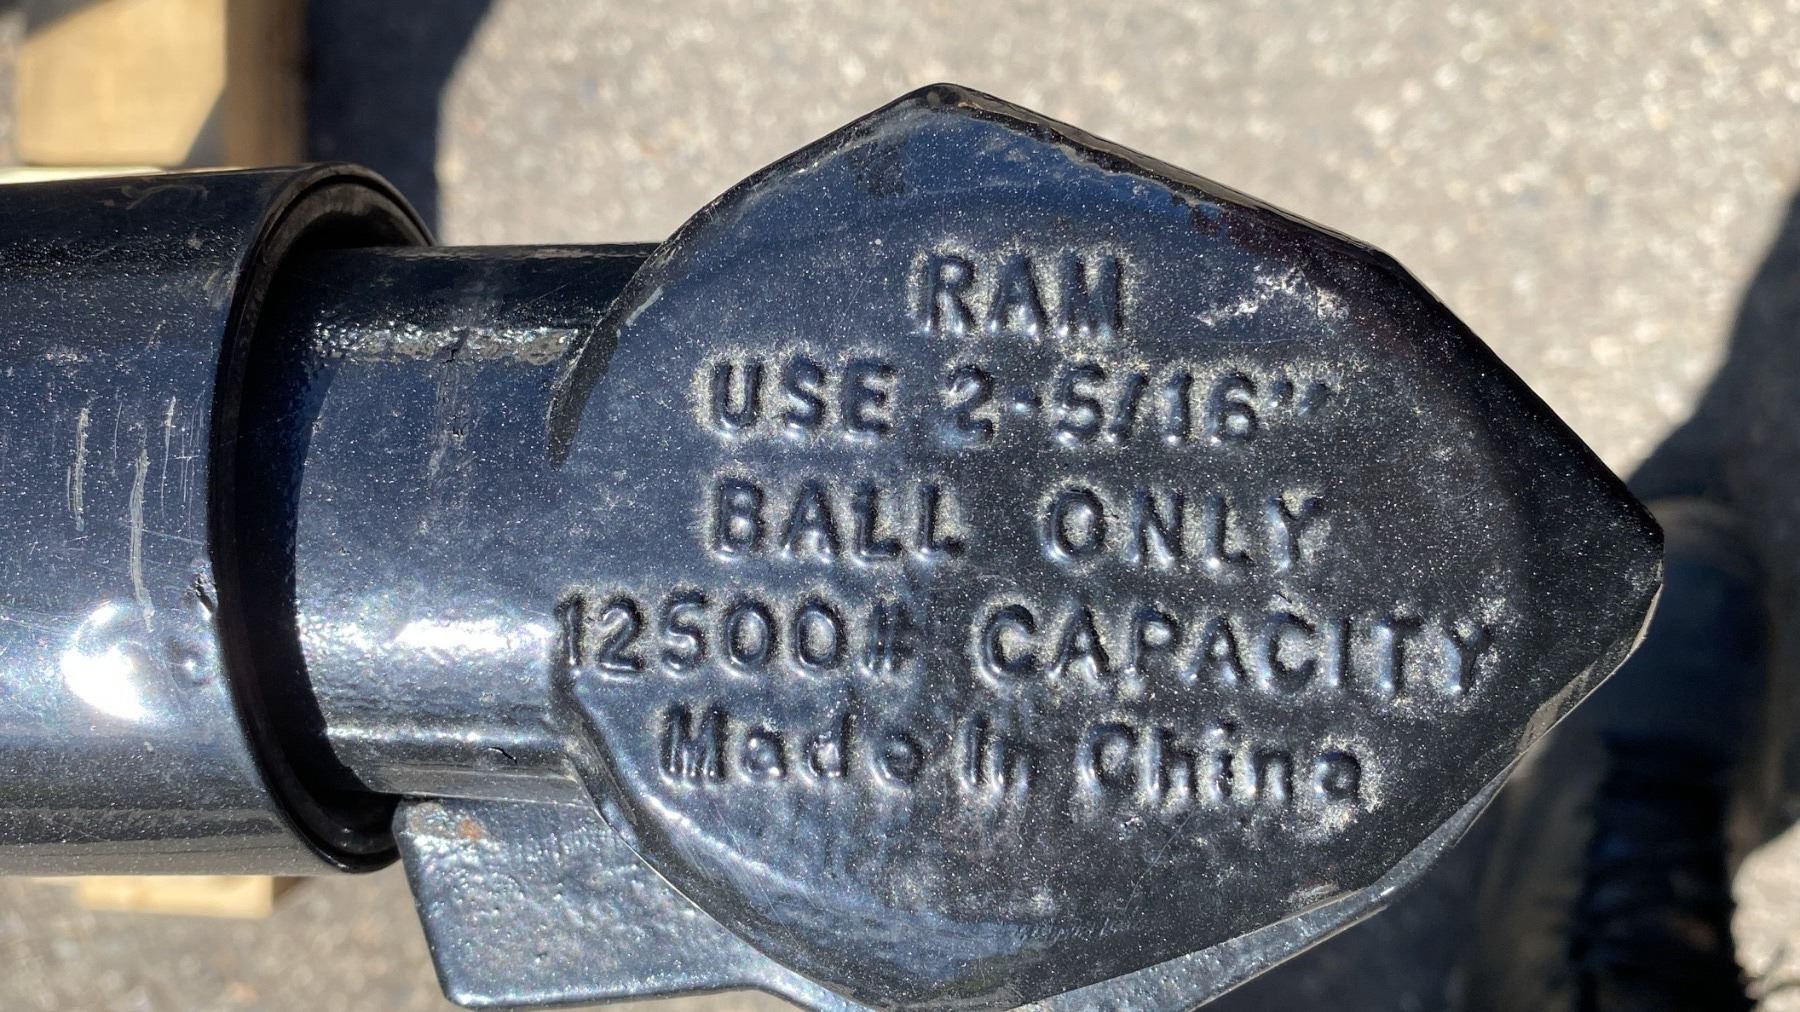 RAM
USE 2-5/16"
BALL ONLY
12500# CAPACITY
Made In China